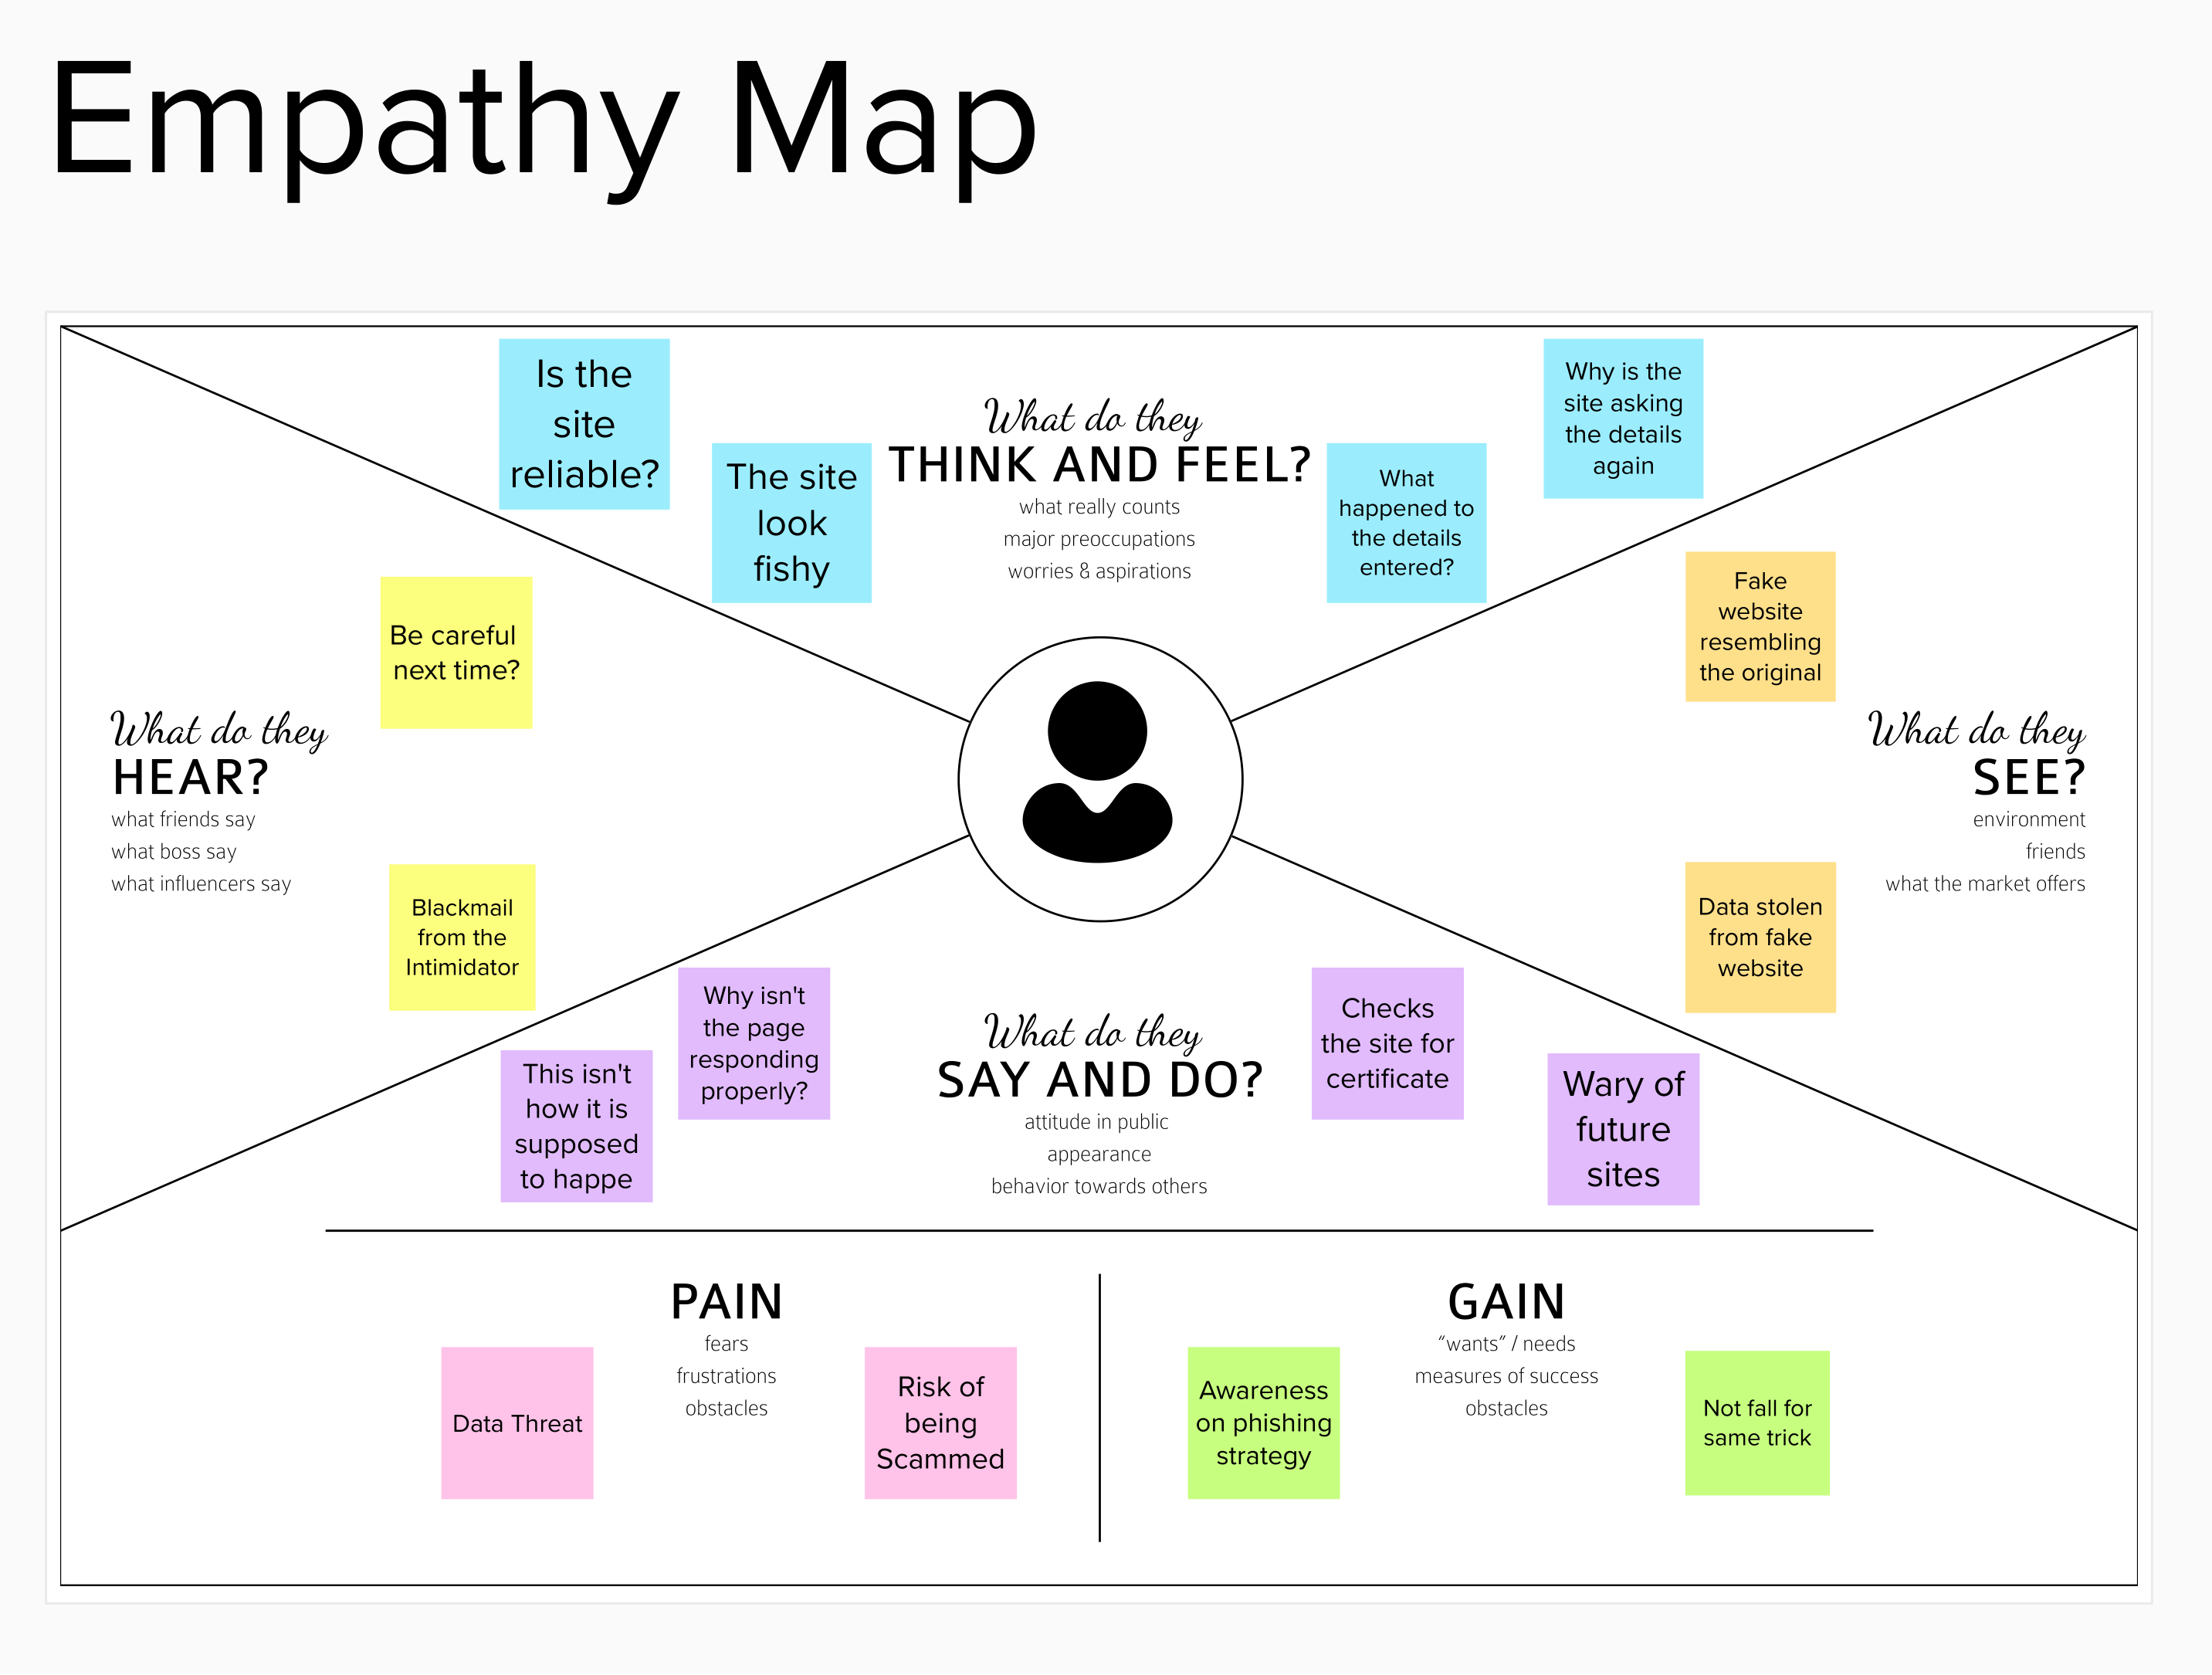 Empathy Map
Is the
site
reliable?
The site
look
fishy
What do they
THINK AND FEEL?
what really counts
major preoccupations
worries & aspirations
What
happened to
the details
entered?
Why is the
site asking
the details
again
Be careful
next time?
What do they
HEAR?
what friends say
what boss say
what influencers say
Blackmail
from the
Intimidator
Fake
website
resembling
the original
What do they
SEE?
environment
friends
what the market offers
Data stolen
from fake
website
This isn't
how it is
supposed
to happe
Why isn't
the page
responding
properly?
What do they
SAY AND DO?
attitude in public
appearance
behavior towards others
Checks
the site for
certificate
Wary of
future
sites
PAIN
fears
frustrations
obstacles
Data Threat
Risk of
being
Scammed
GAIN
“wants” / needs
measures of success
obstacles
Awareness
on phishing
strategy
Not fall for
same trick